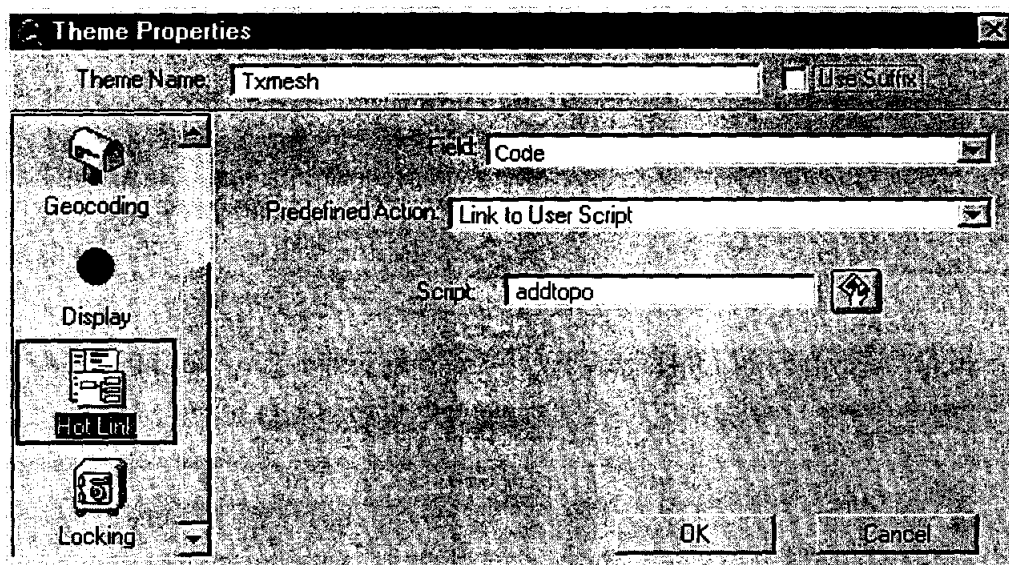 Theme Properties
Theme Name: Txmesh Use Suffix
Field: Code
Geocoding
Predefined Action: Link to User Script
Script: addtopo
Display
Hot Link
Locking
OK Cancel